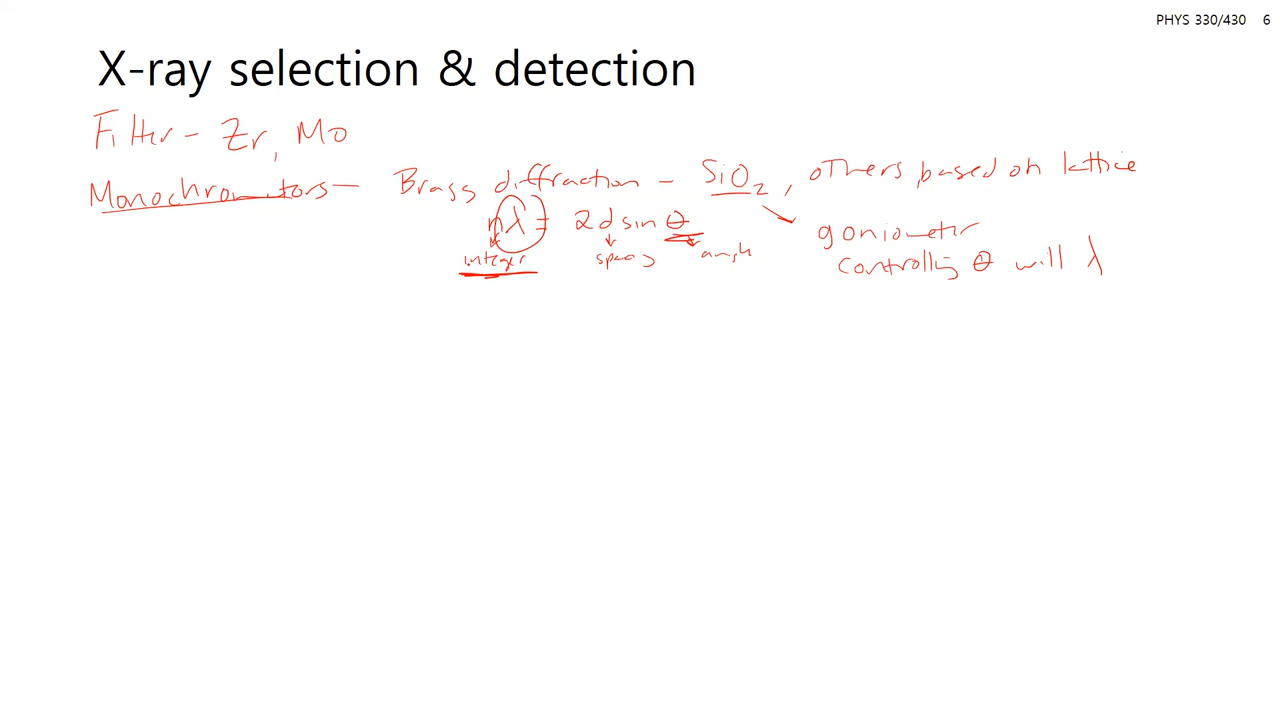 PHYS 330/430 6
X-ray selection & detection
Filter - Zr, Mo
Monochromotors - Bragg diffraction - SiO2, others, based on lattice
nλ = 2d sin θ
goniometer
integer spacing angle
controlling θ will λ